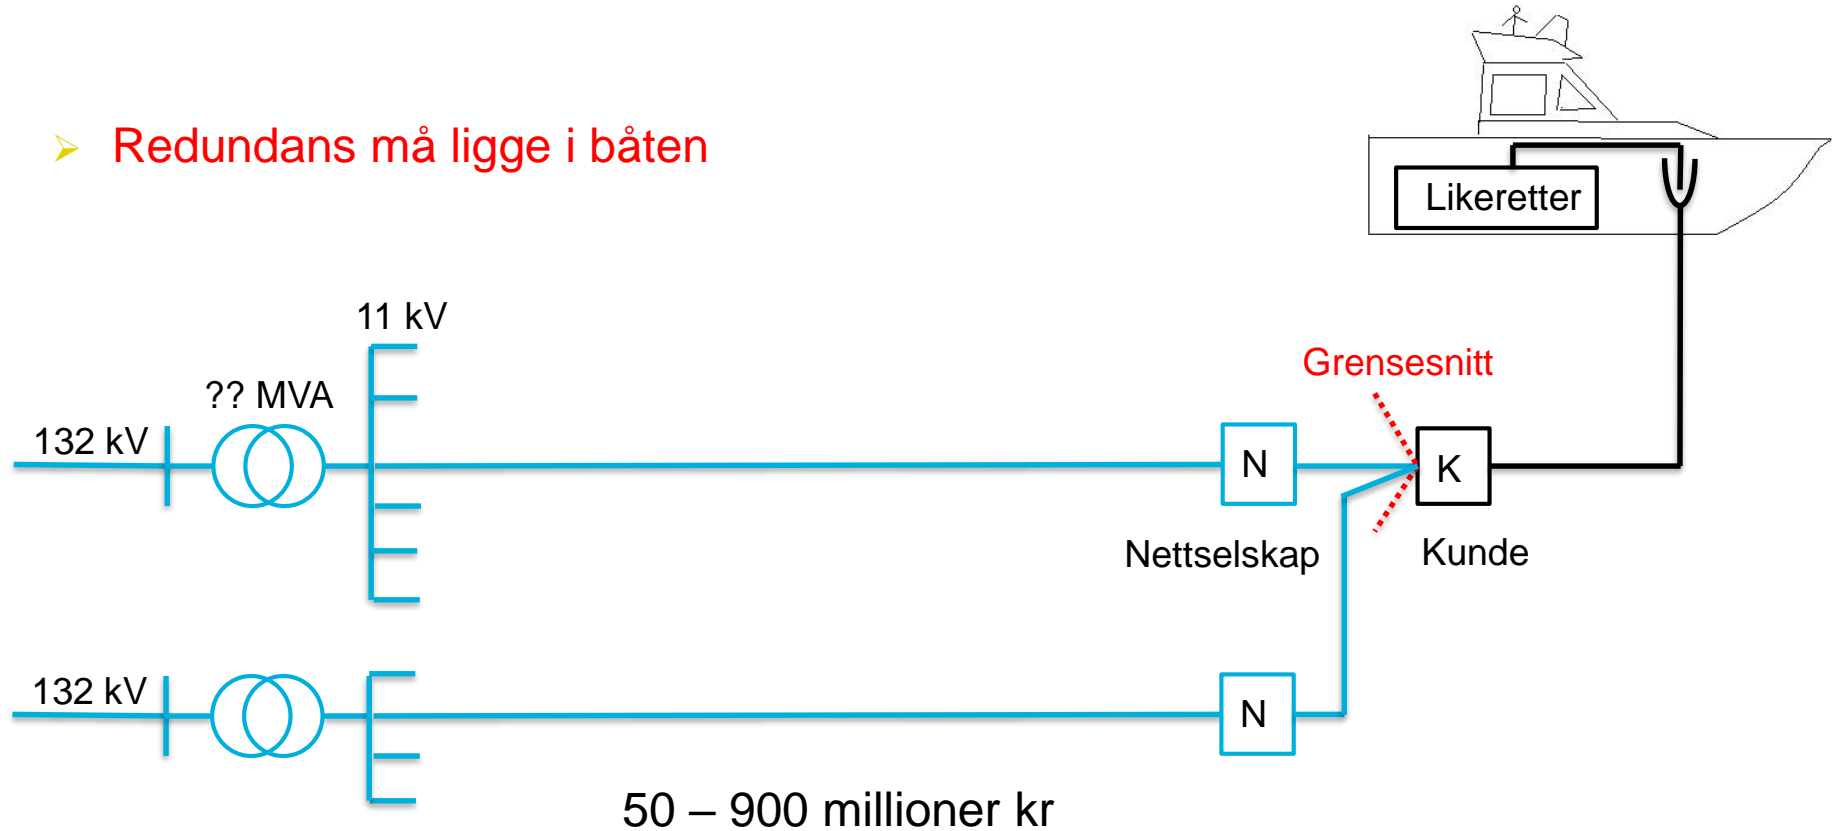 Redundans må ligge i båten
Likeretter
11 kV
Grensesnitt
?? MVA
132 kV
N
K
Nettselskap
Kunde
132 kV
N
50 – 900 millioner kr